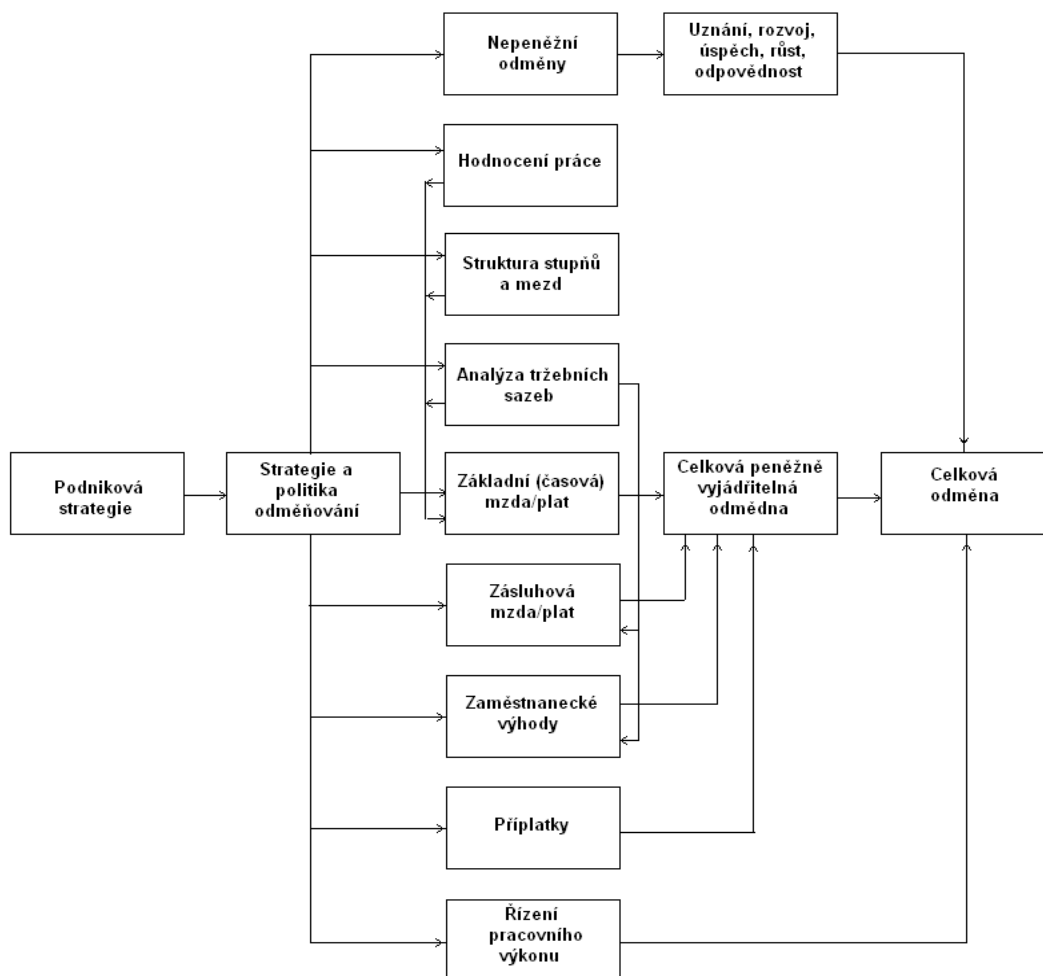 Nepeněžní
odměny
Uznání, rozvoj,
úspěch, růst,
odpovědnost
Hodnocení práce
Struktura stupňů
a mezd
Analýza tržebních
sazeb
Podniková
strategie
Strategie a
politika
odměňování
Základní (časová)
mzda/plat
Celková peněžně
vyjádřitelná
odmědna
Celková
odměna
Zásluhová
mzda/plat
Zaměstnanecké
výhody
Příplatky
Řízení
pracovního
výkonu